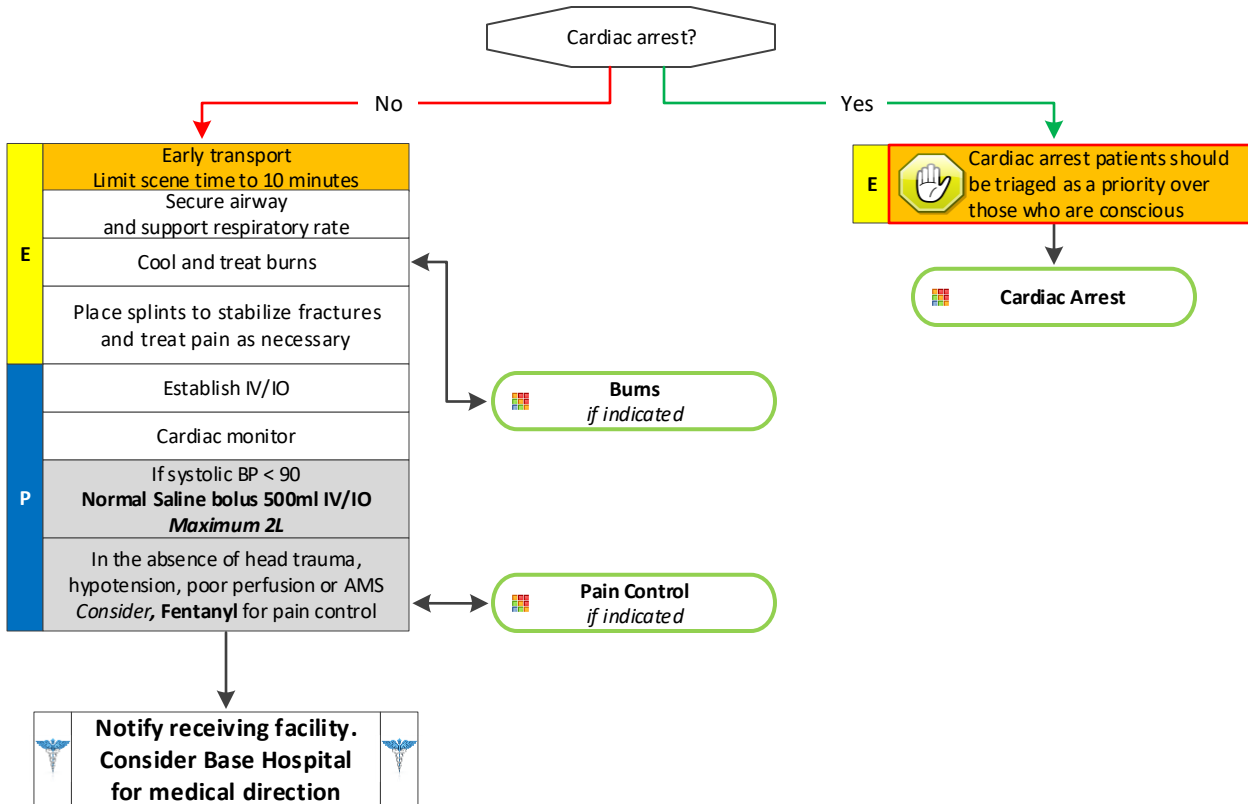 Cardiac arrest?
No
Yes
E
Early transport
Limit scene time to 10 minutes
Secure airway
and support respiratory rate
Cool and treat burns
Place splints to stabilize fractures
and treat pain as necessary
P
Establish IV/IO
Cardiac monitor
If systolic BP < 90
Normal Saline bolus 500ml IV/IO
Maximum 2L
In the absence of head trauma,
hypotension, poor perfusion or AMS
Consider, Fentanyl for pain control
E
Cardiac arrest patients should
be triaged as a priority over
those who are conscious
Cardiac Arrest
Burns
if indicated
Pain Control
if indicated
Notify receiving facility.
Consider Base Hospital
for medical direction